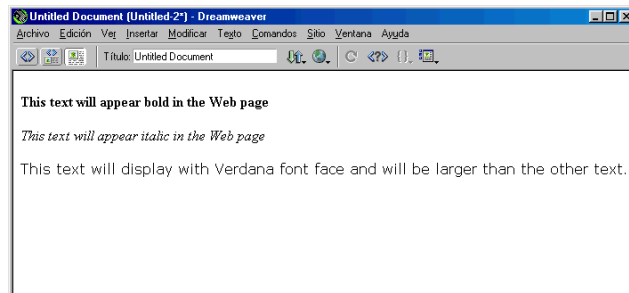 Untitled Document (Untitled-2*) - Dreamweaver
Archivo Edición Ver Insertar Modificar Texto Comandos Sitio Ventana Ayuda
Título: Untitled Document
This text will appear bold in the Web page
This text will appear italic in the Web page
This text will display with Verdana font face and will be larger than the other text.